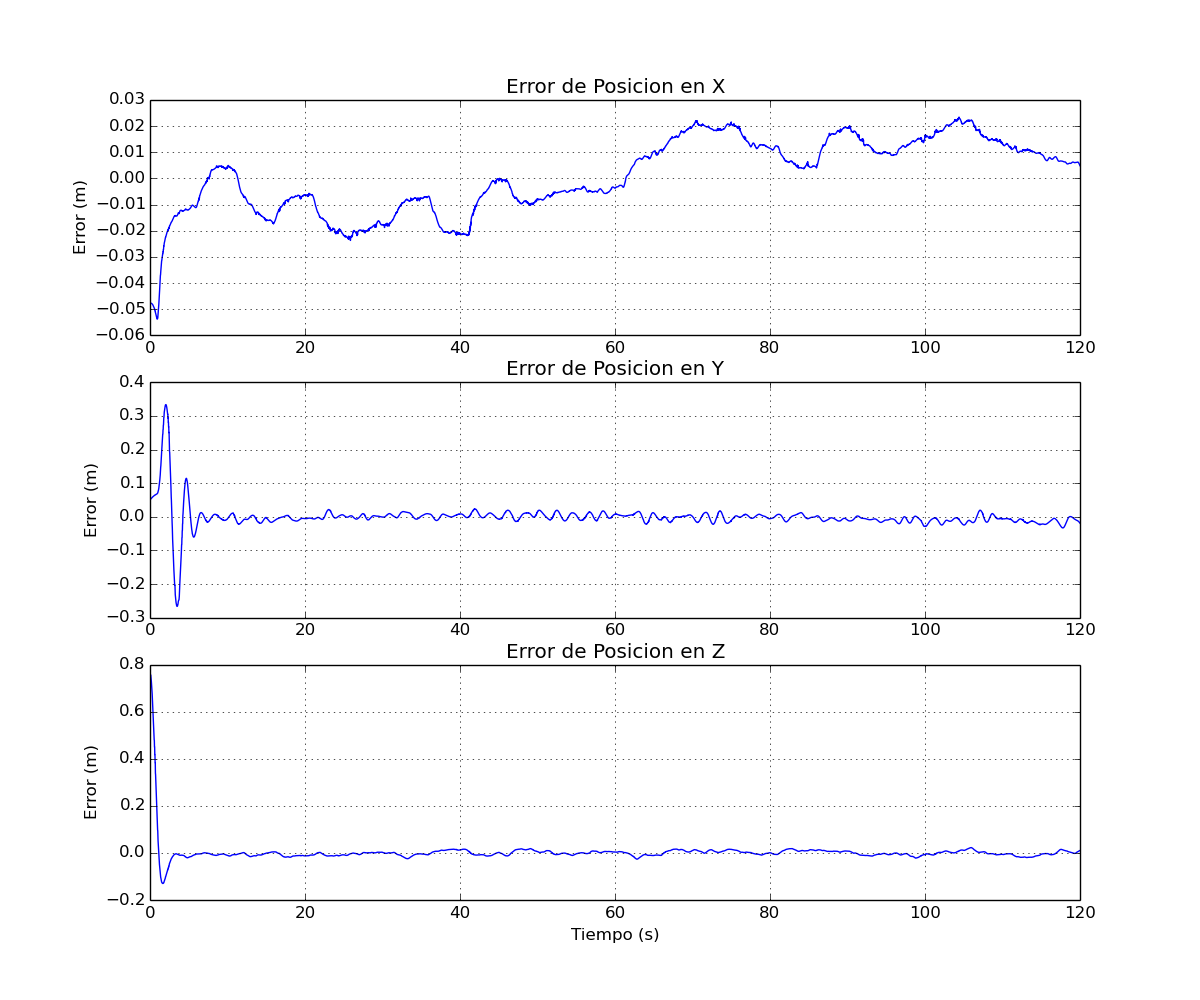 Error de Posicion en X
0.03
0.02
0.01
0.00
−0.01
−0.02
−0.03
−0.04
−0.05
−0.06
Error (m)
0 20 40 60 80 100 120
Error de Posicion en Y
0.4
0.3
0.2
0.1
0.0
−0.1
−0.2
−0.3
Error (m)
0 20 40 60 80 100 120
Error de Posicion en Z
0.8
0.6
0.4
0.2
0.0
−0.2
Error (m)
0 20 40 60 80 100 120
Tiempo (s)